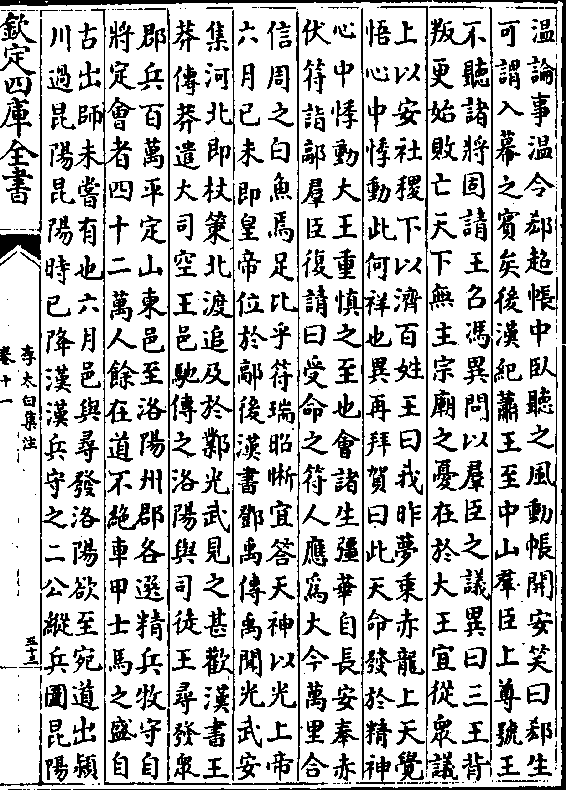 溫論事溫令郄超帳中臥聽之風動帳開安笑曰郄生
可謂入幕之賓矣後漢紀蕭王至中山羣臣上尊號王
不聽諸將固請王召馮異問以羣臣之議異曰三王背
叛更始敗亡天下無主宗廟之憂在於大王宜從衆議
上以安社稷下以濟百姓王曰我昨夢乘赤龍上天覺
悟心中悸動此何祥也異再拜賀曰此天命發於精神
心中悸動大王重慎之至也會諸生彊華自長安奉赤
伏符詣鄗羣臣復請曰受命之符人應爲大今萬里合
信周之白魚焉足比乎符瑞昭晰宜答天神以光上帝
六月已未即皇帝位於鄗後漢書鄧禹傳禹聞光武安
集河北即杖策北渡追及於鄴光武見之甚歡漢書王
莽傳莽遣大司空王邑馳傳之洛陽與司徒王尋發衆
郡兵百萬平定山東邑至洛陽州郡各選精兵牧守自
將定會者四十二萬人餘在道不絕車甲士馬之盛自
古出師未嘗有也六月邑與尋發洛陽欲至宛道出潁
川過昆陽昆陽時已降漢漢兵守之二公縱兵圍昆陽
欽定四庫全書
李太白集注
卷十一
五十三